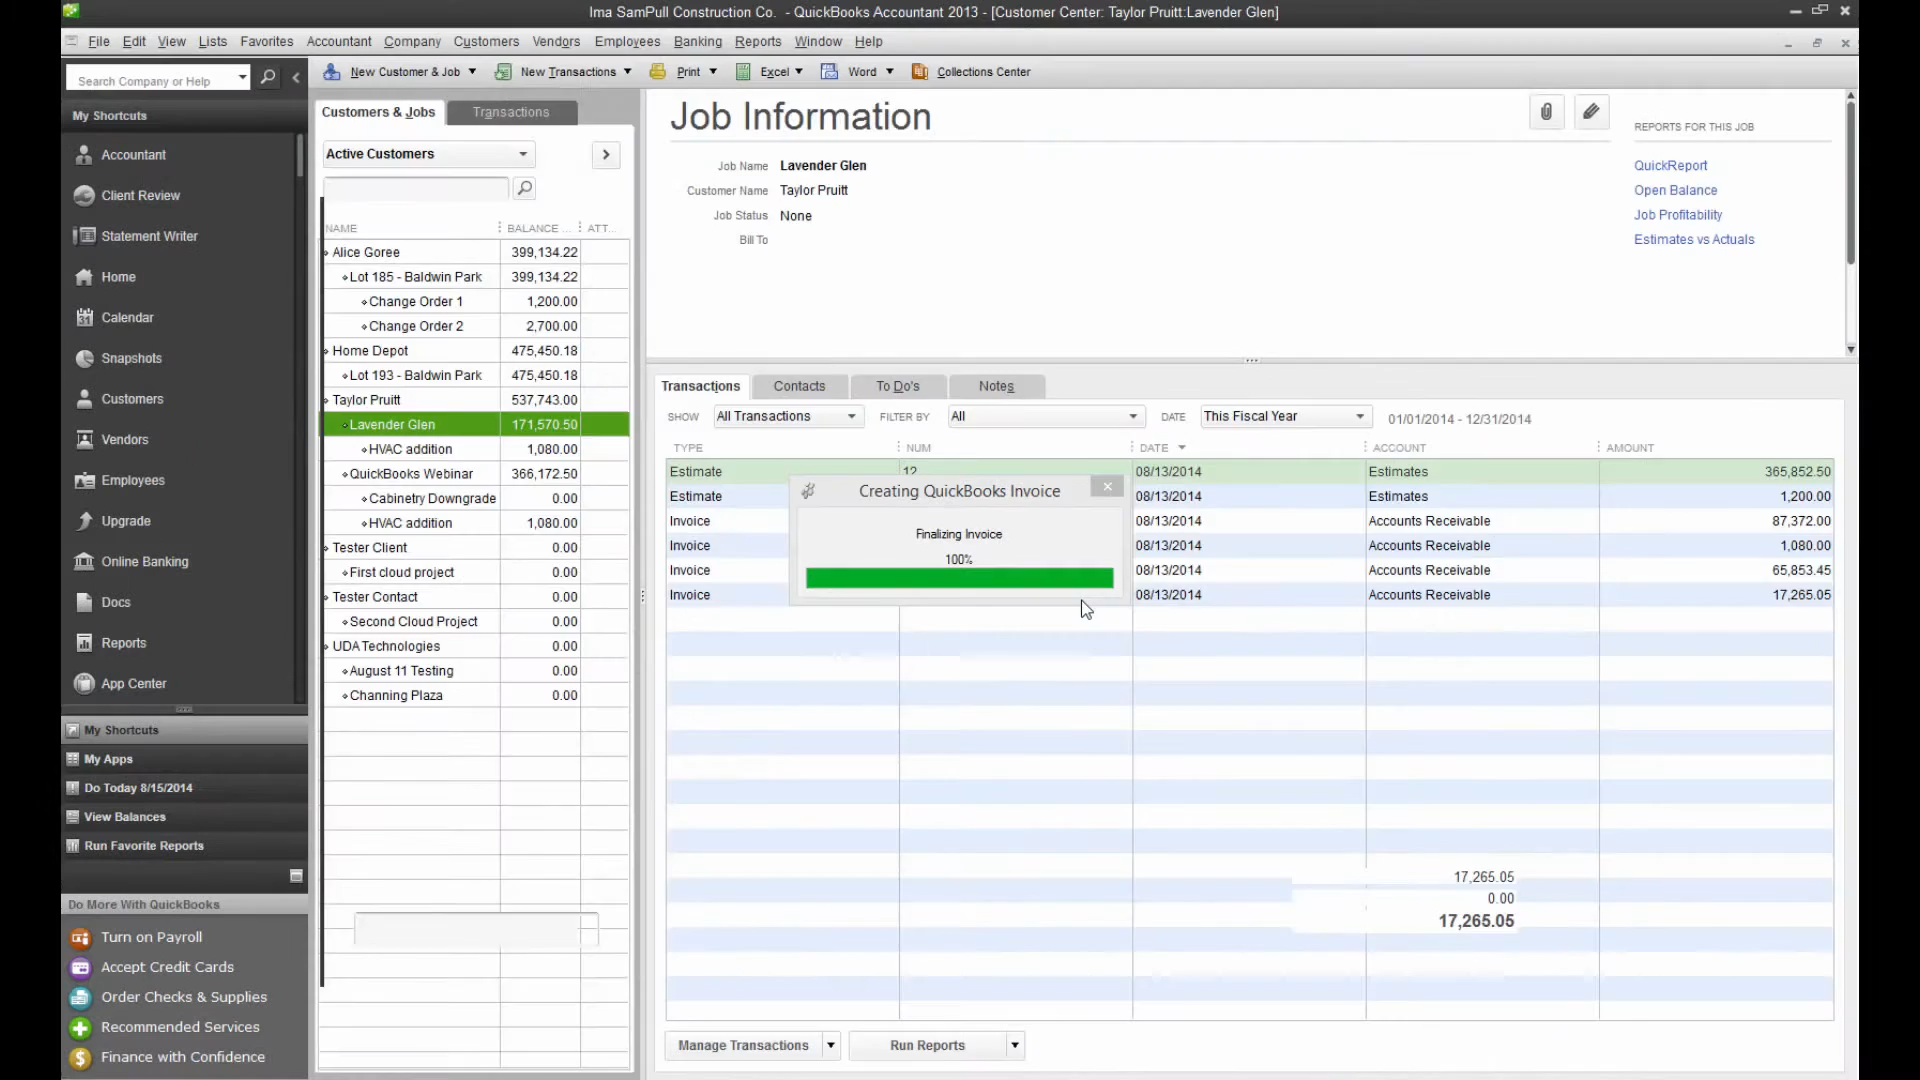 Ima SamPull Construction Co.  - QuickBooks Accountant 2013 - [Customer Center: Taylor Pruitt:Lavender Glen]
File Edit View Lists Favorites Accountant Company Customers Vendors Employees Banking Reports Window Help
Search Company or Help
New Customer & Job New Transactions Print Excel Word Collections Center
My Shortcuts
Accountant
Client Review
Statement Writer
Home
Calendar
Snapshots
Customers
Vendors
Employees
Upgrade
Online Banking
Docs
Reports
App Center
My Shortcuts
My Apps
Do Today 8/15/2014
View Balances
Run Favorite Reports
Do More With QuickBooks
Turn on Payroll
Accept Credit Cards
Order Checks & Supplies
Recommended Services
Finance with Confidence
Customers & Jobs Transactions
Active Customers
NAME BALANCE ... ATT...
Alice Goree 399,134.22
Lot 185 - Baldwin Park 399,134.22
Change Order 1 1,200.00
Change Order 2 2,700.00
Home Depot 475,450.18
Lot 193 - Baldwin Park 475,450.18
Taylor Pruitt 537,743.00
Lavender Glen 171,570.50
HVAC addition 1,080.00
QuickBooks Webinar 366,172.50
Cabinetry Downgrade 0.00
HVAC addition 1,080.00
Tester Client 0.00
First cloud project 0.00
Tester Contact 0.00
Second Cloud Project 0.00
UDA Technologies 0.00
August 11 Testing 0.00
Channing Plaza 0.00
Job Information
Job Name Lavender Glen
Customer Name Taylor Pruitt
Job Status None
Bill To
REPORTS FOR THIS JOB
QuickReport
Open Balance
Job Profitability
Estimates vs Actuals
Transactions Contacts To Do's Notes
SHOW All Transactions FILTER BY All DATE This Fiscal Year 01/01/2014 - 12/31/2014
TYPE NUM DATE ACCOUNT AMOUNT
Estimate 12 08/13/2014 Estimates 365,852.50
Estimate 08/13/2014 Estimates 1,200.00
Invoice 08/13/2014 Accounts Receivable 87,372.00
Invoice 08/13/2014 Accounts Receivable 1,080.00
Invoice 08/13/2014 Accounts Receivable 65,853.45
Invoice 08/13/2014 Accounts Receivable 17,265.05
Creating QuickBooks Invoice
Finalizing Invoice
100%
17,265.05
0.00
17,265.05
Manage Transactions Run Reports